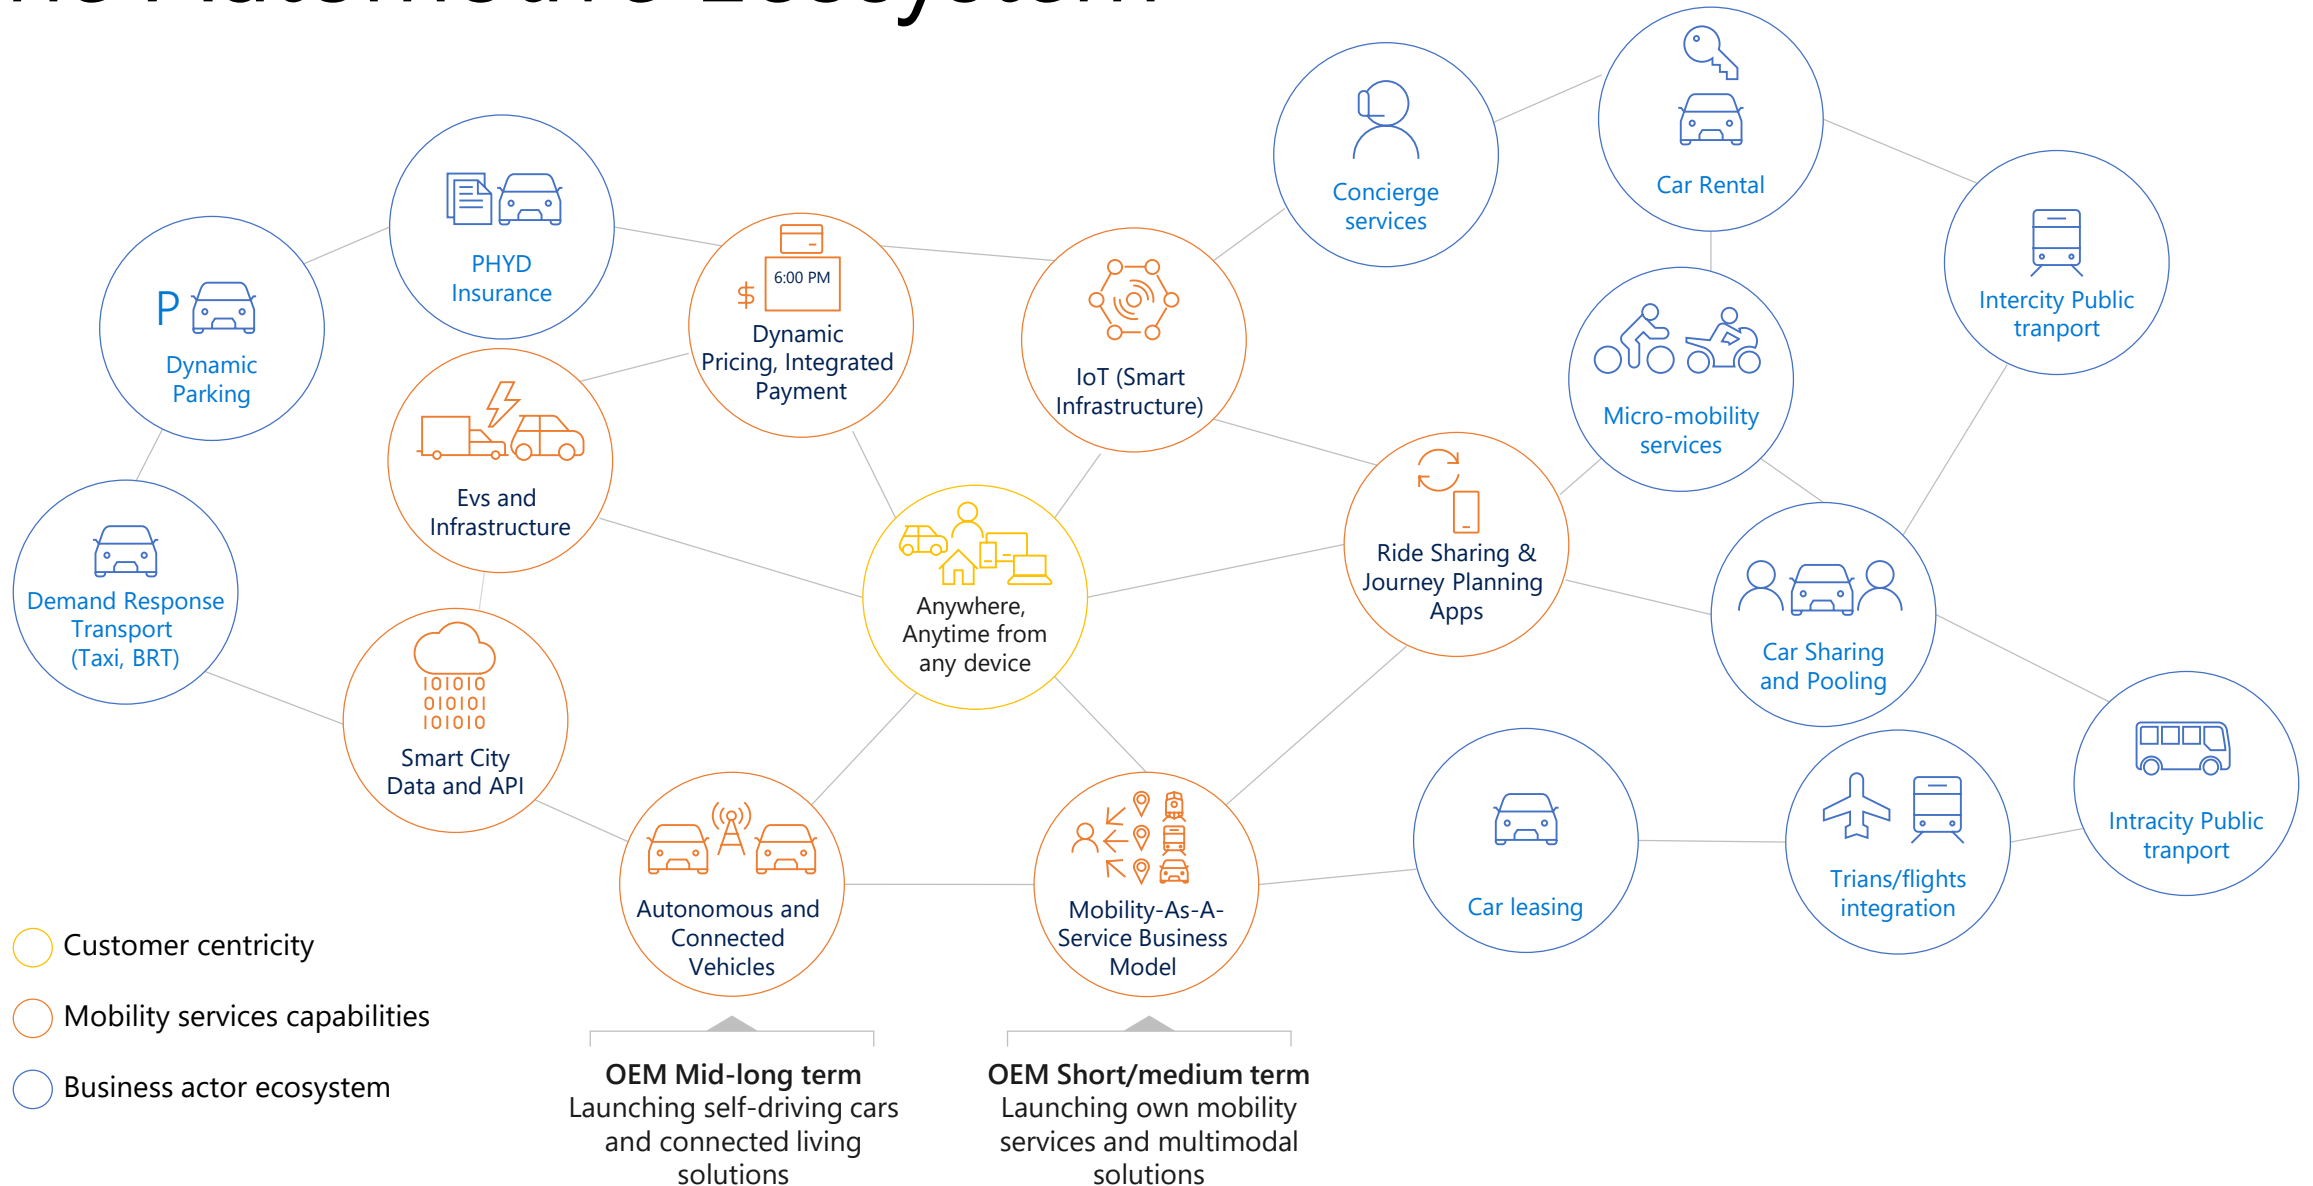 Automotive Ecosystem
Concierge
services
Car Rental
Intercity Public
tranport
PHYD
Insurance
P
Dynamic
Parking
6:00 PM
$
Dynamic
Pricing, Integrated
Payment
IoT (Smart
Infrastructure)
Micro-mobility
services
Evs and
Infrastructure
Demand Response
Transport
(Taxi, BRT)
Anywhere,
Anytime from
any device
Ride Sharing &
Journey Planning
Apps
Car Sharing
and Pooling
101010
010101
101010
Smart City
Data and API
Autonomous and
Connected
Vehicles
Mobility-As-A-
Service Business
Model
Car leasing
Trians/flights
integration
Intracity Public
tranport
Customer centricity
Mobility services capabilities
Business actor ecosystem
OEM Mid-long term
Launching self-driving cars
and connected living
solutions
OEM Short/medium term
Launching own mobility
services and multimodal
solutions